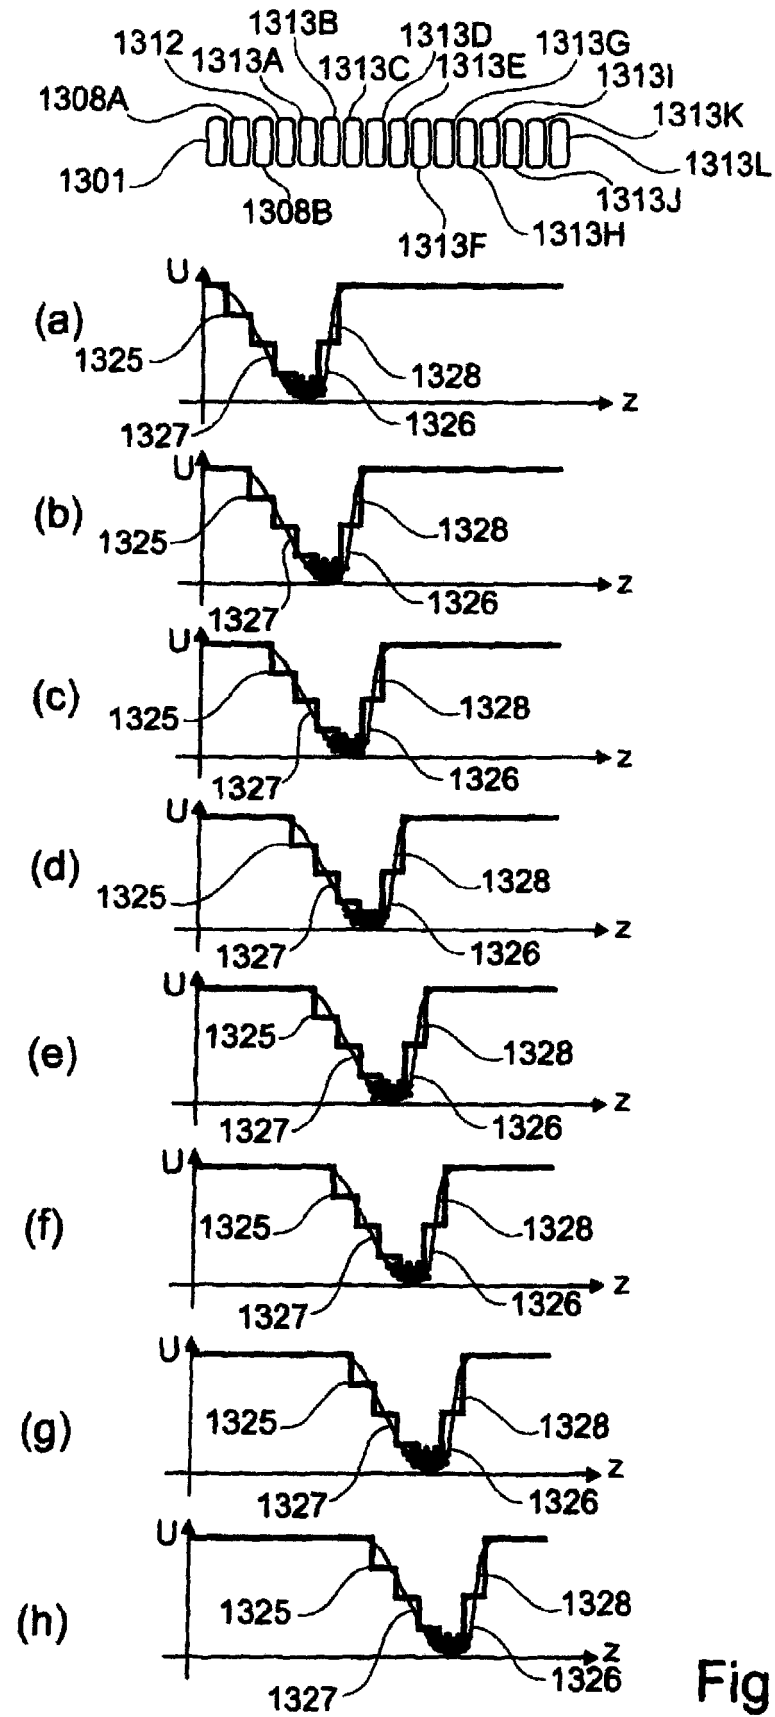 1313B
1312
1313D
1313G
1313A
1313C
1313E
1313I
1308A
1313K
1301
1313L
1308B
1313J
1313F
1313H
U
(a)
1325
1328
z
1327
1326
U
(b)
1325
1328
z
1327
1326
U
(c)
1325
1328
z
1327
1326
U
(d)
1325
1328
z
1327
1326
U
(e)
1325
1328
z
1327
1326
U
(f)
1325
1328
z
1327
1326
U
(g)
1325
1328
z
1327
1326
U
(h)
1325
1328
z
1327
1326
Fig